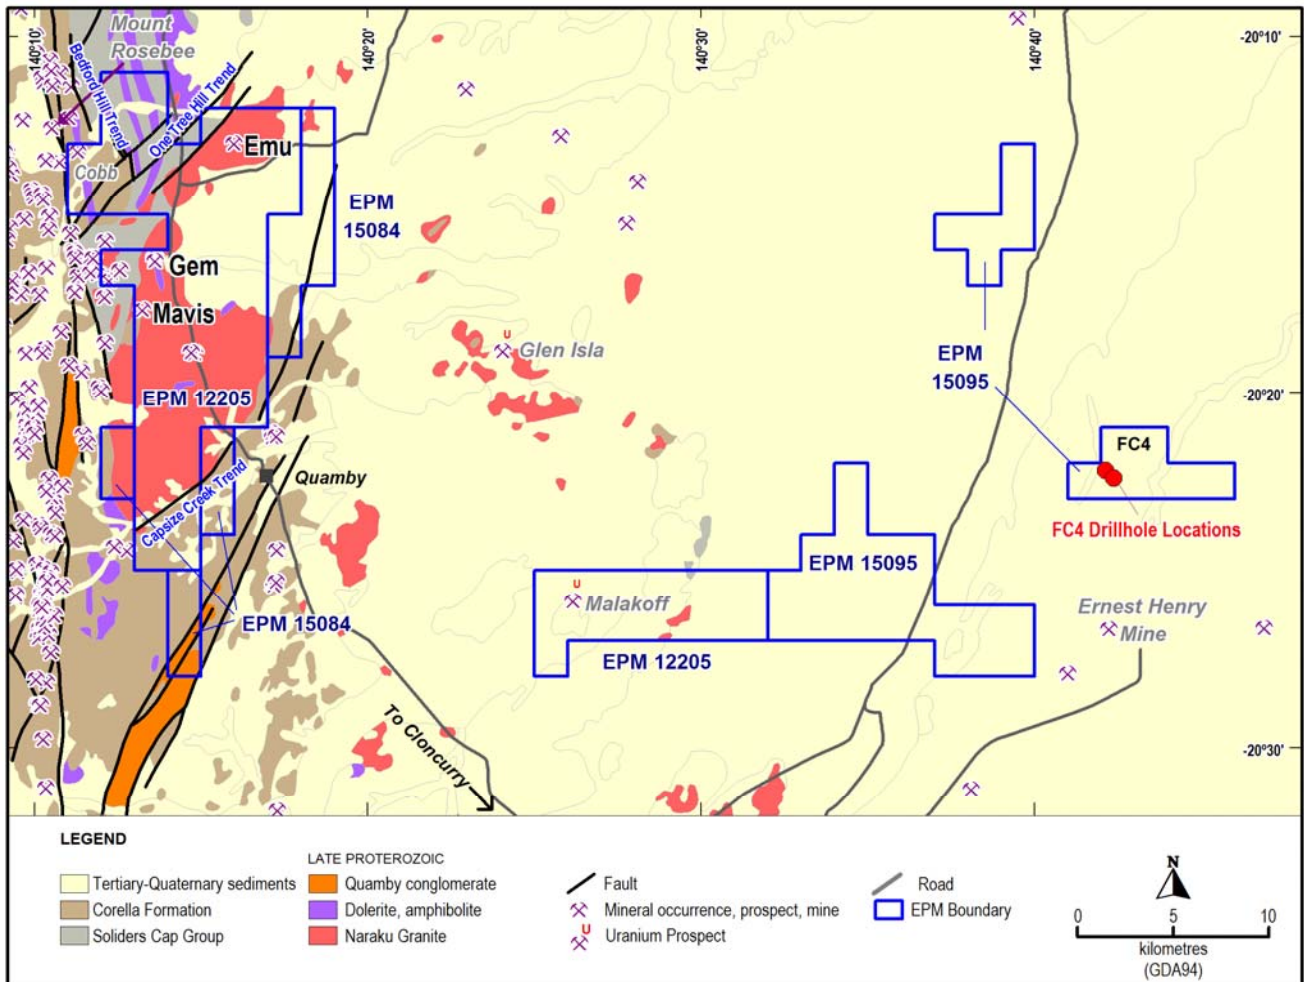 140°10'
Mount
Rosebee
140°20'
140°30'
140°40'
-20°10'
Bedford Hill Trend
One Tree Hill Trend
Emu
Cobb
EPM
15084
Gem
Mavis
U
Glen Isla
EPM
15095
EPM 12205
-20°20'
FC4
Quamby
Capsize Creek Trend
FC4 Drillhole Locations
EPM 15095
U
Malakoff
Ernest Henry
Mine
EPM 15084
EPM 12205
To Cloncurry
-20°30'
LEGEND
LATE PROTEROZOIC
Tertiary-Quaternary sediments
Quamby conglomerate
Fault
Road
Corella Formation
Dolerite, amphibolite
Mineral occurrence, prospect, mine
EPM Boundary
Soliders Cap Group
Naraku Granite
U
Uranium Prospect
N
0 5 10
kilometres
(GDA94)